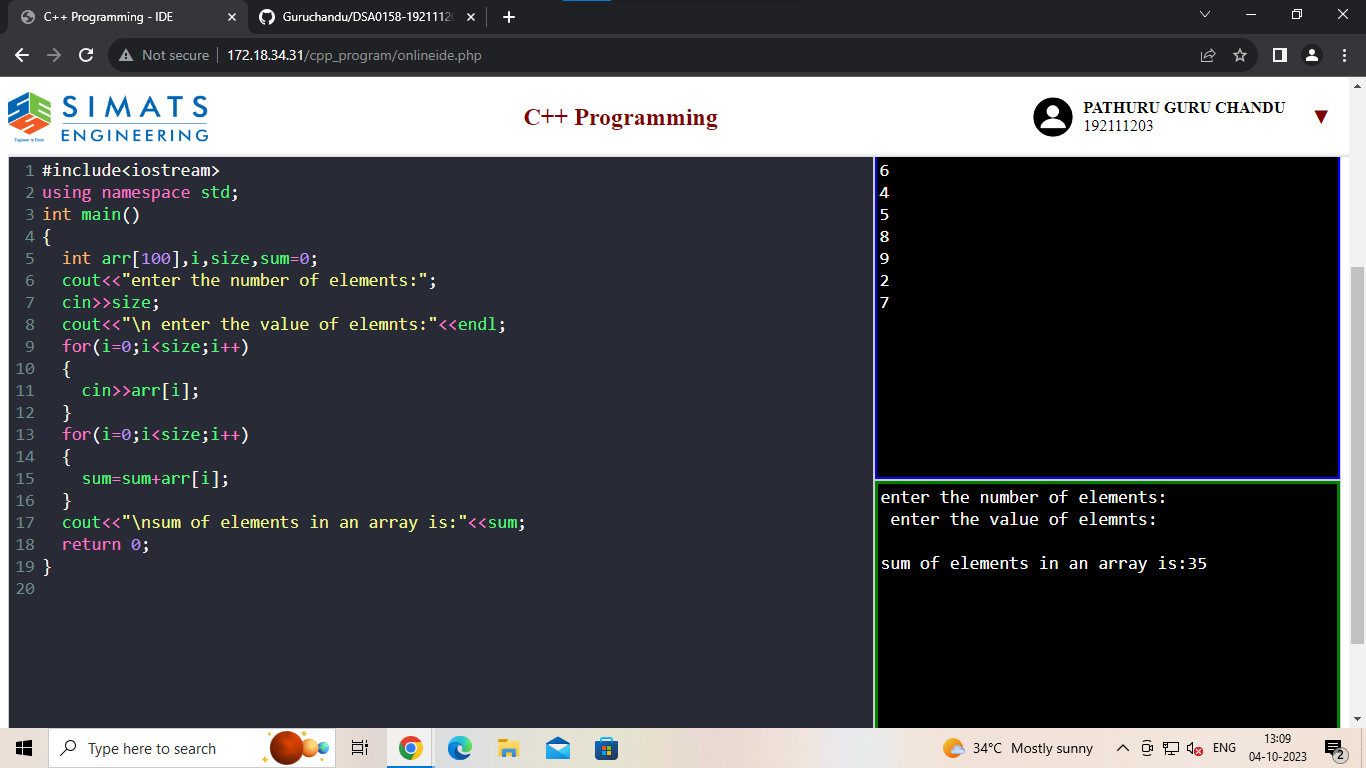 C++ Programming - IDE
Guruchandu/DSA0158-1921112
Not secure
172.18.34.31/cpp_program/onlineide.php
SIMATS
ENGINEERING
Engineer to Excel
C++ Programming
PATHURU GURU CHANDU
192111203
1 #include<iostream>
2 using namespace std;
3 int main()
4 {
5 int arr[100],i,size,sum=0;
6 cout<<"enter the number of elements:";
7 cin>>size;
8 cout<<"\n enter the value of elemnts:"<<endl;
9 for(i=0;i<size;i++)
10 {
11 cin>>arr[i];
12 }
13 for(i=0;i<size;i++)
14 {
15 sum=sum+arr[i];
16 }
17 cout<<"\nsum of elements in an array is:"<<sum;
18 return 0;
19 }
20
6
4
5
8
9
2
7
enter the number of elements:
enter the value of elemnts:
sum of elements in an array is:35
Type here to search
34°C Mostly sunny
ENG
13:09
04-10-2023
2